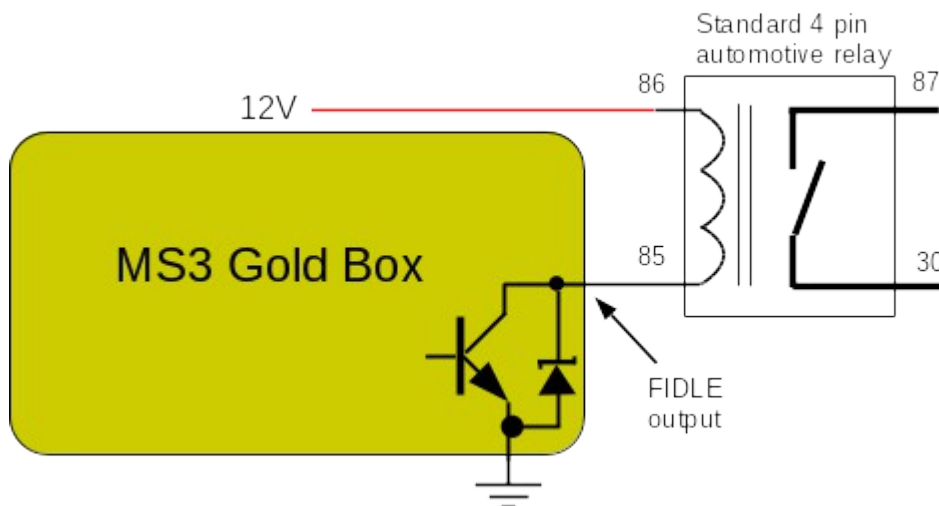 Standard 4 pin
automotive relay
86
87
12V
MS3 Gold Box
85
30
FIDLE
output